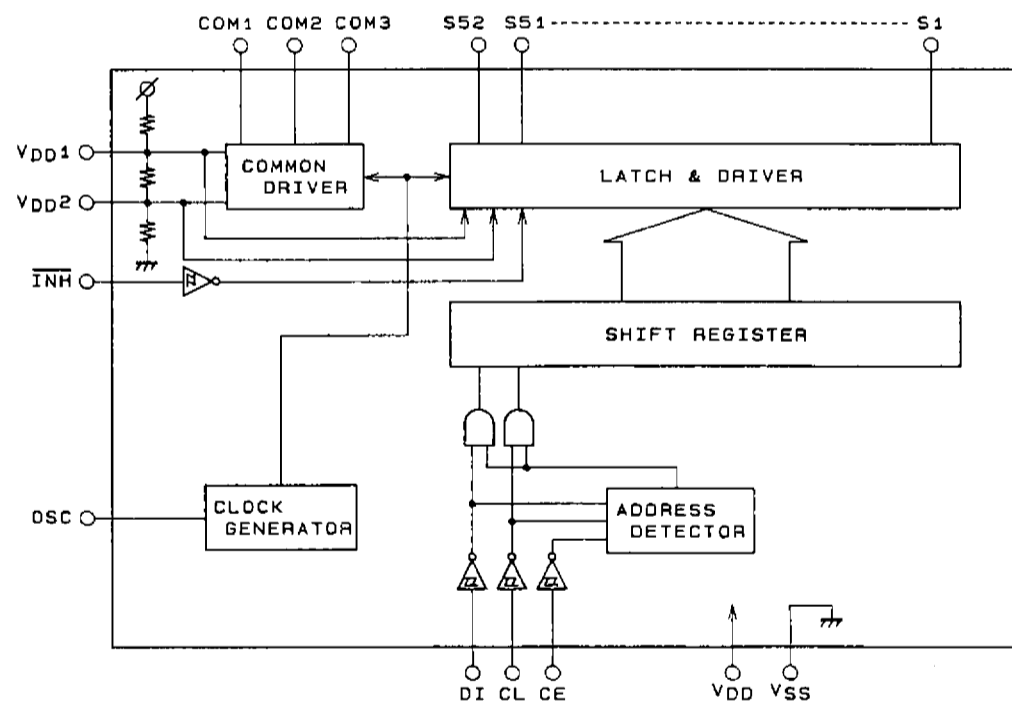 COM1 COM2 COM3 S52 S51 S1
VDD1
COMMON
DRIVER
LATCH & DRIVER
VDD2
INH
SHIFT REGISTER
OSC
CLOCK
GENERATOR
ADDRESS
DETECTOR
DI CL CE VDD VSS